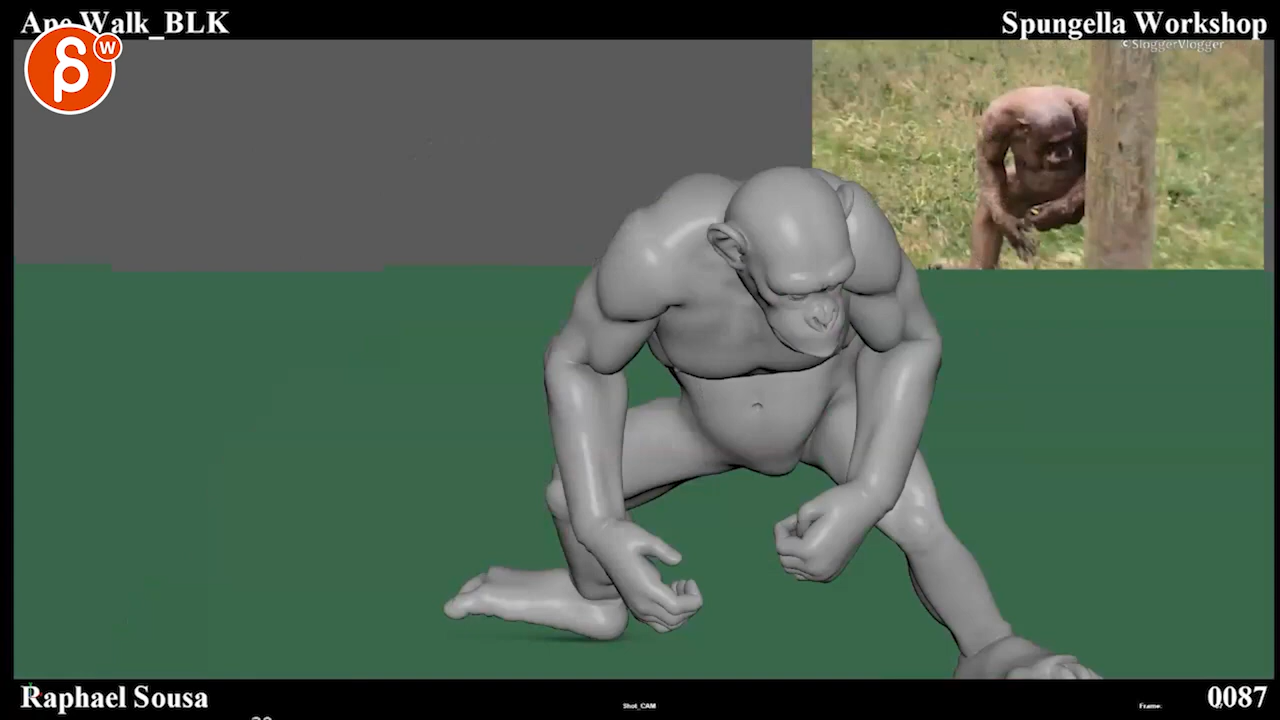 Ape Walk_BLK
Spungella Workshop
W
SloggerVlogger
Raphael Sousa
Shot_CAM
Frame:
0087